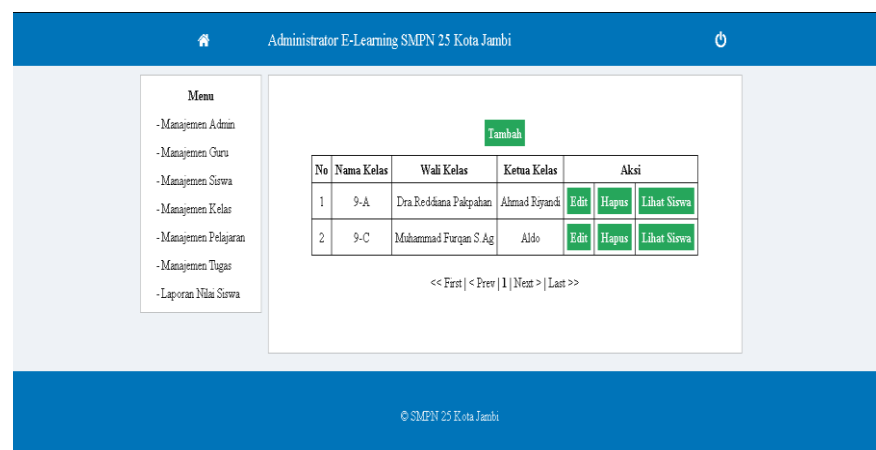 Administrator E-Learning SMPN 25 Kota Jambi
Menu
- Manajemen Admin
- Manajemen Guru
- Manajemen Siswa
- Manajemen Kelas
- Manajemen Pelajaran
- Manajemen Tugas
- Laporan Nilai Siswa
Tambah
No Nama Kelas Wali Kelas Ketua Kelas Aksi
1 9-A Dra.Reddiana Pakpahan Ahmad Riyandi Edit Hapus Lihat Siswa
2 9-C Muhammad Furqan S.Ag Aldo Edit Hapus Lihat Siswa
<< First | < Prev | 1 | Next > | Last >>
© SMPN 25 Kota Jambi